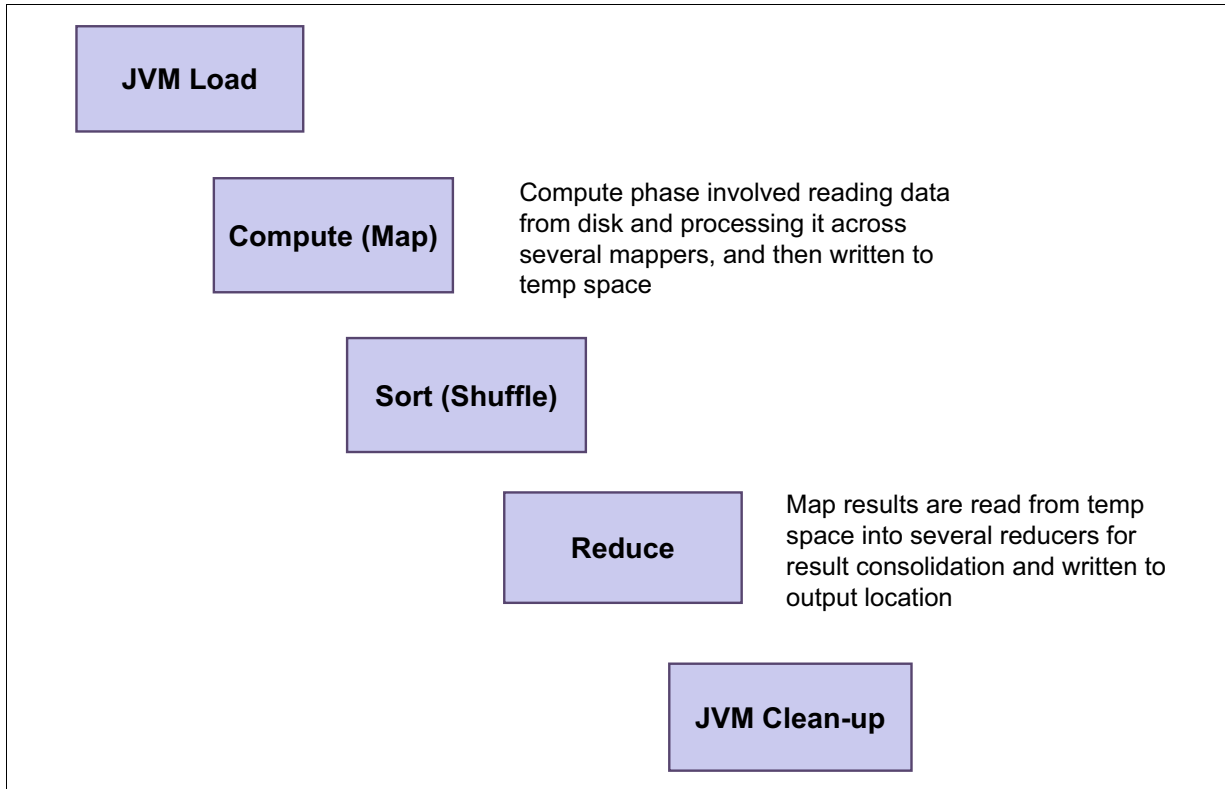 JVM Load
Compute (Map)
Compute phase involved reading data
from disk and processing it across
several mappers, and then written to
temp space
Sort (Shuffle)
Reduce
Map results are read from temp
space into several reducers for
result consolidation and written to
output location
JVM Clean-up